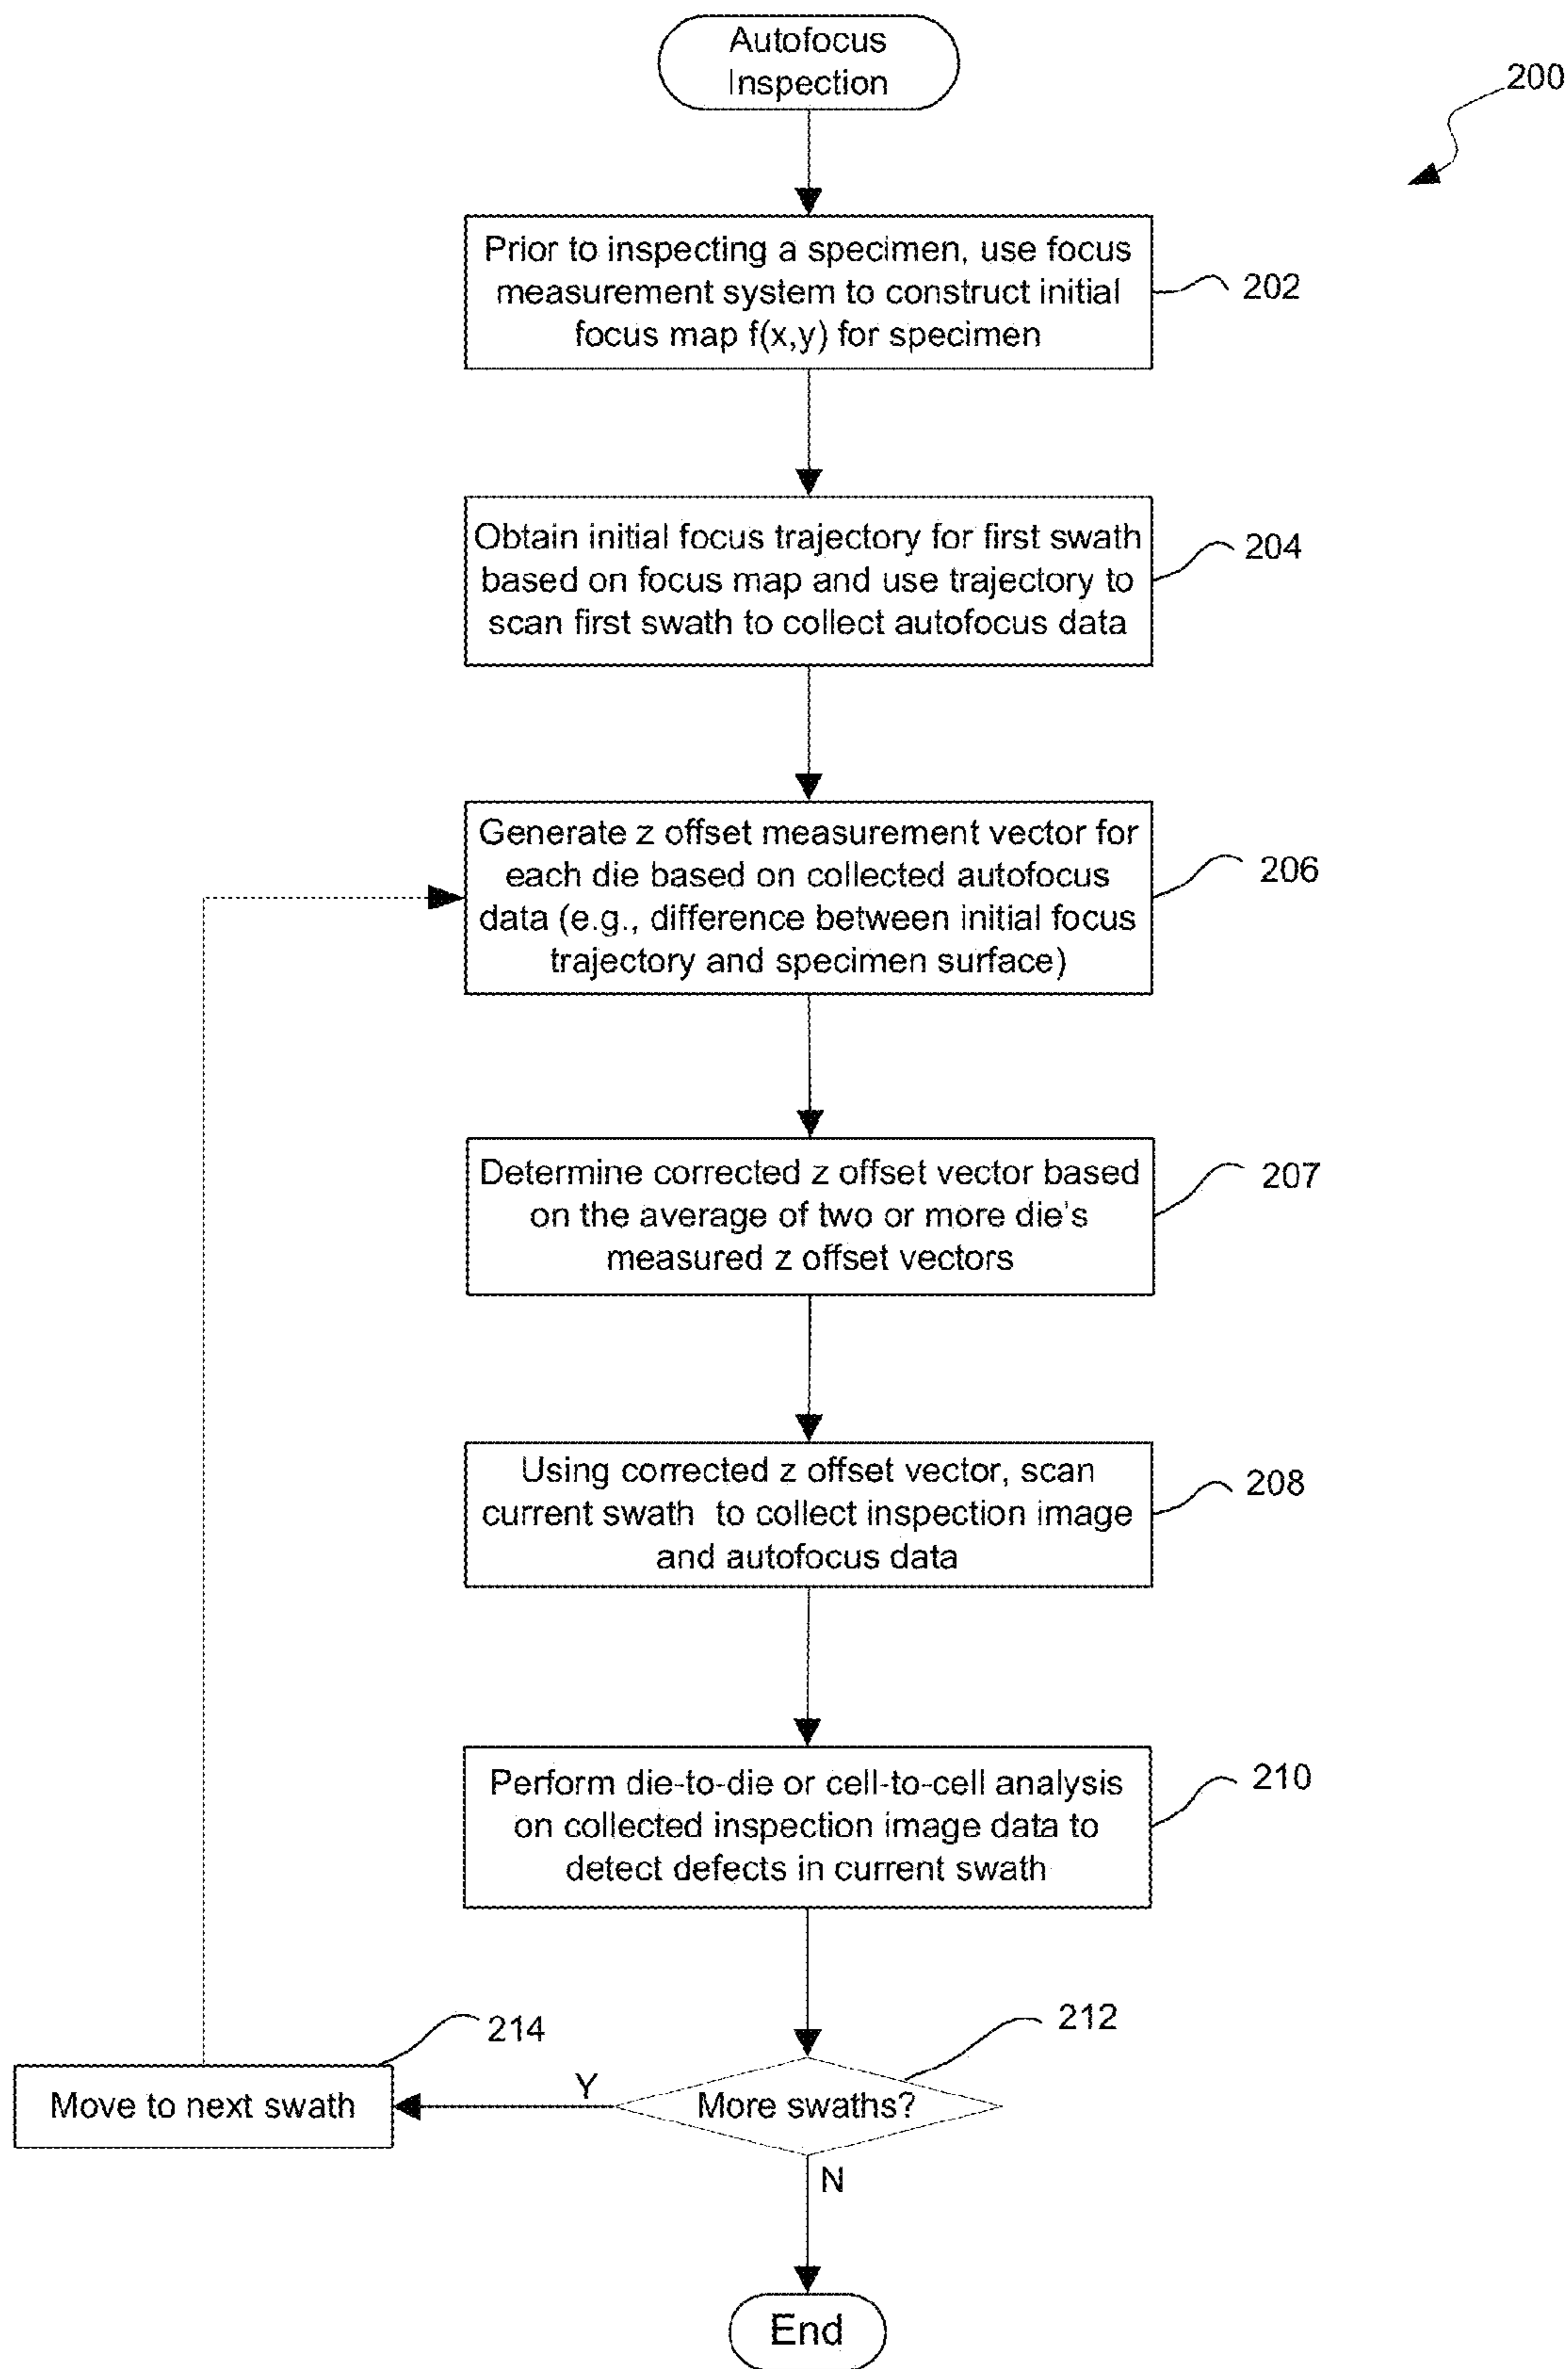 Autofocus
Inspection
200
Prior to inspecting a specimen, use focus
measurement system to construct initial
focus map f(x,y) for specimen
202
Obtain initial focus trajectory for first swath
based on focus map and use trajectory to
scan first swath to collect autofocus data
204
Generate z offset measurement vector for
each die based on collected autofocus
data (e.g., difference between initial focus
trajectory and specimen surface)
206
Determine corrected z offset vector based
on the average of two or more die's
measured z offset vectors
207
Using corrected z offset vector, scan
current swath to collect inspection image
and autofocus data
208
Perform die-to-die or cell-to-cell analysis
on collected inspection image data to
detect defects in current swath
210
212
214
Move to next swath
Y
More swaths?
N
End